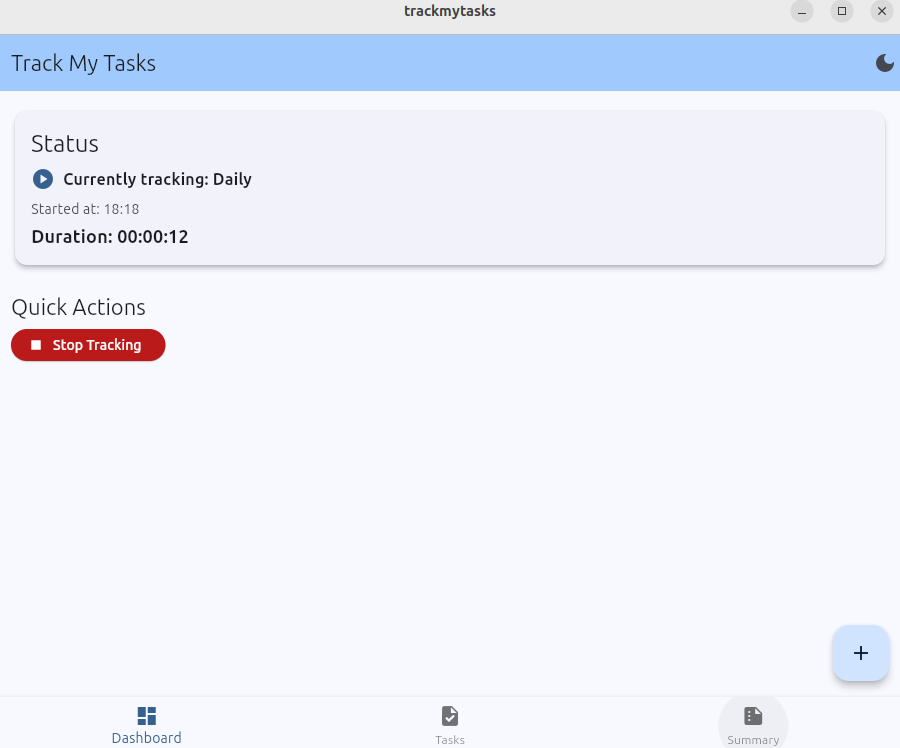 trackmytasks
Track My Tasks
Status
Currently tracking: Daily
Started at: 18:18
Duration: 00:00:12
Quick Actions
Stop Tracking
Dashboard
Tasks
Summary